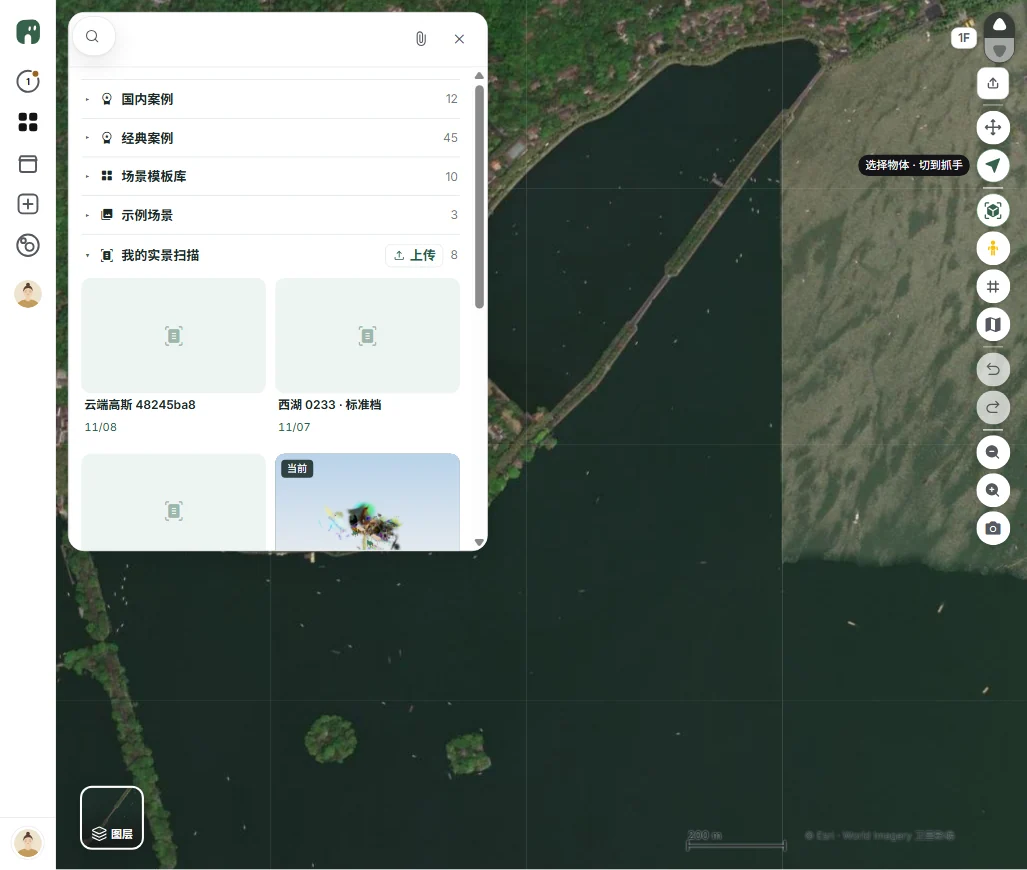 1
国内案例 12
经典案例 45
场景模板库 10
示例场景 3
我的实景扫描 上传 8
云端高斯 48245ba8
11/08
西湖 0233 · 标准档
11/07
当前
1F
选择物体 · 切到抓手
图层
200 m
© Esri · World Imagery 卫星影像